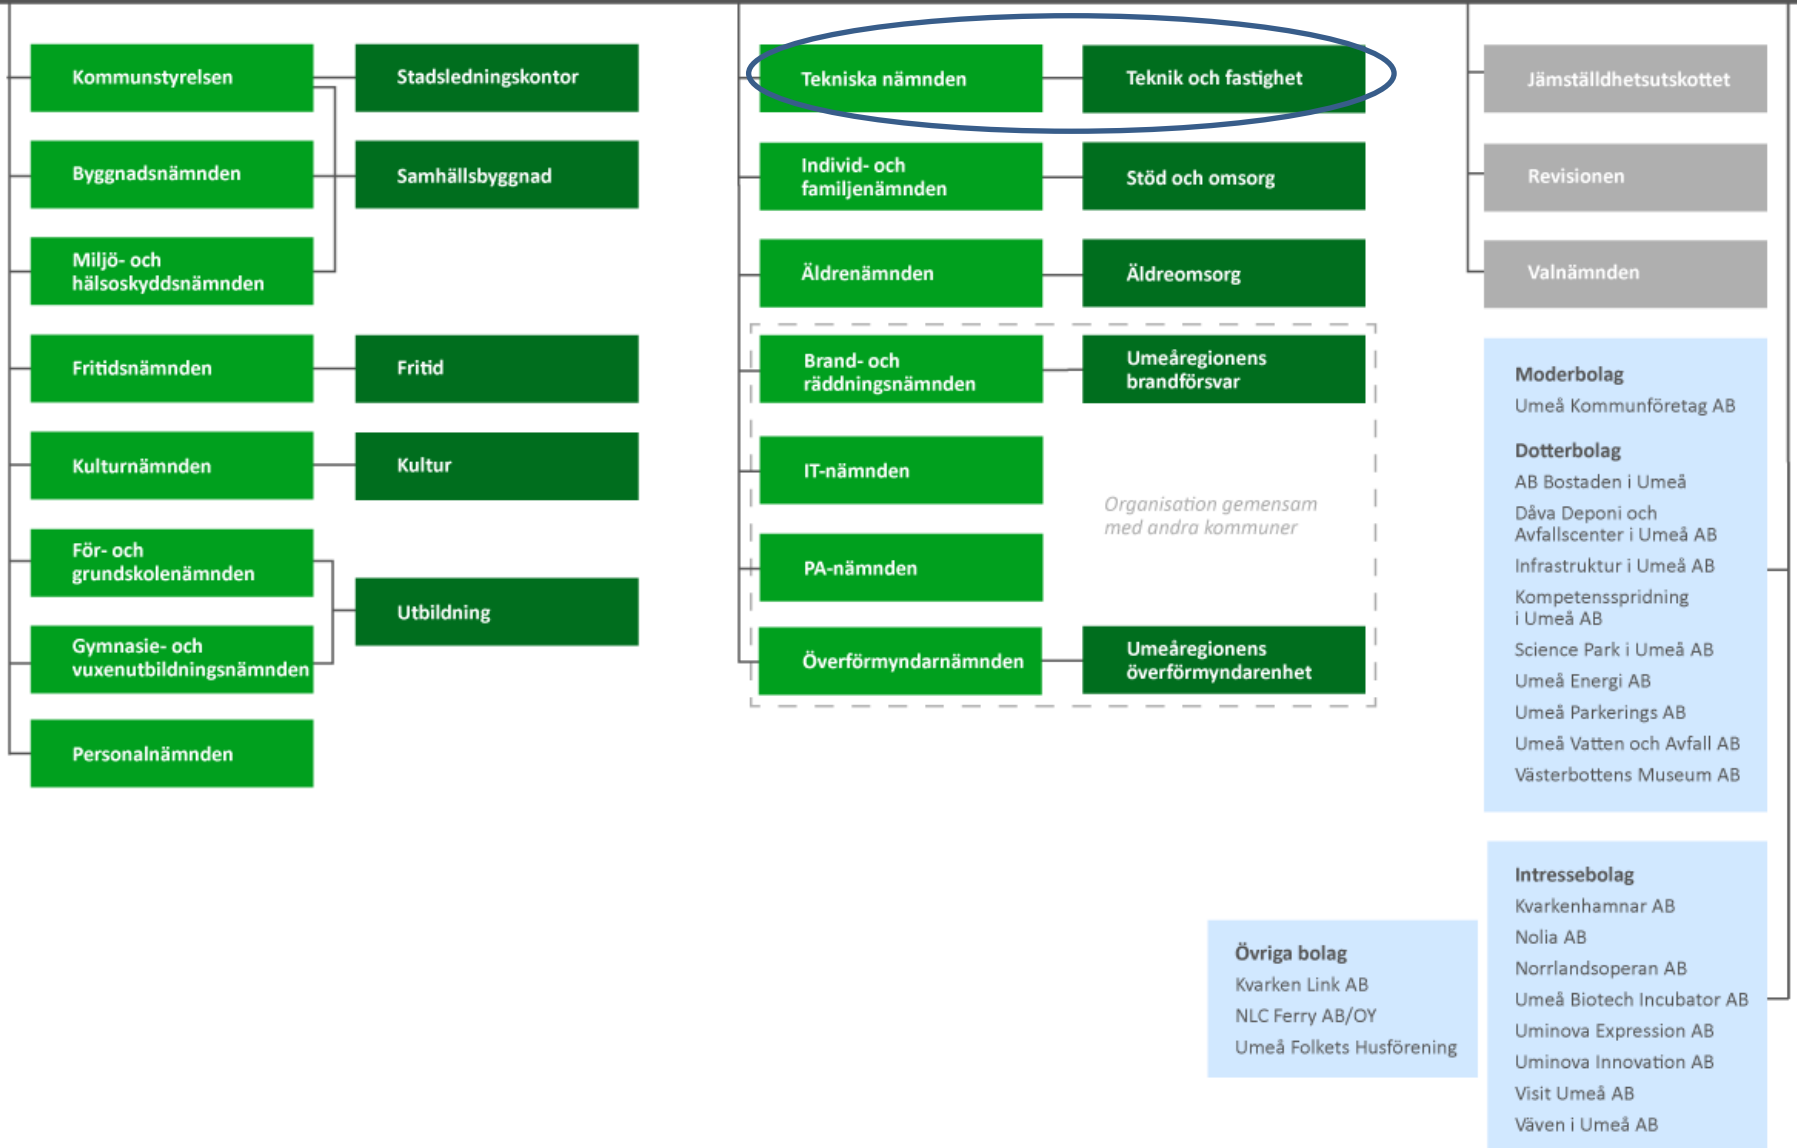 Kommunstyrelsen
Stadsledningskontor
Byggnadsnämnden
Samhällsbyggnad
Miljö- och
hälsoskyddsnämnden
Fritidsnämnden
Fritid
Kulturnämnden
Kultur
För- och
grundskolenämnden
Utbildning
Gymnasie- och
vuxenutbildningsnämnden
Personalnämnden
Tekniska nämnden
Teknik och fastighet
Individ- och
familjenämnden
Stöd och omsorg
Äldrenämnden
Äldreomsorg
Brand- och
räddningsnämnden
Umeåregionens
brandförsvar
IT-nämnden
Organisation gemensam
med andra kommuner
PA-nämnden
Överförmyndarnämnden
Umeåregionens
överförmyndarenhet
Jämställdhetsutskottet
Revisionen
Valnämnden
Moderbolag
Umeå Kommunföretag AB
Dotterbolag
AB Bostaden i Umeå
Dåva Deponi och
Avfallscenter i Umeå AB
Infrastruktur i Umeå AB
Kompetensspridning
i Umeå AB
Science Park i Umeå AB
Umeå Energi AB
Umeå Parkerings AB
Umeå Vatten och Avfall AB
Västerbottens Museum AB
Övriga bolag
Kvarken Link AB
NLC Ferry AB/OY
Umeå Folkets Husförening
Intressebolag
Kvarkenhamnar AB
Nolia AB
Norrlandsoperan AB
Umeå Biotech Incubator AB
Uminova Expression AB
Uminova Innovation AB
Visit Umeå AB
Väven i Umeå AB